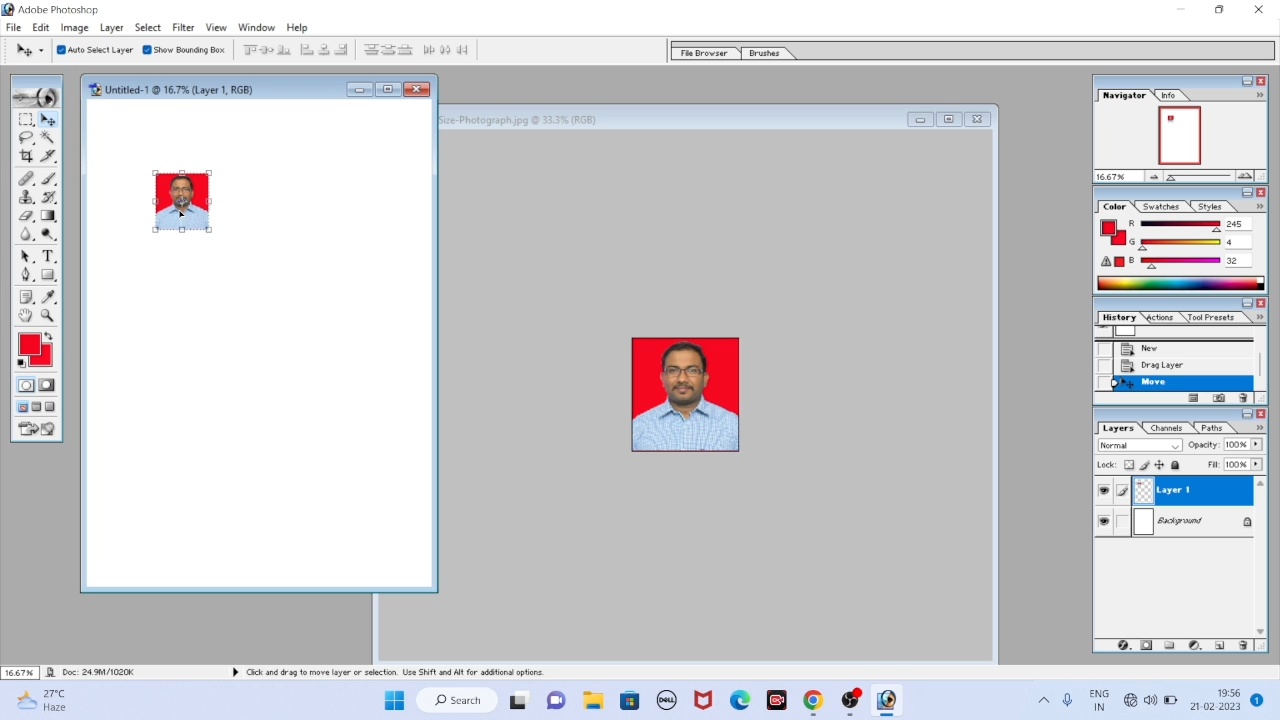 Adobe Photoshop
File Edit Image Layer Select Filter View Window Help
Auto Select Layer Show Bounding Box File Browser Brushes
Untitled-1 @ 16.7% (Layer 1, RGB)
Size-Photograph.jpg @ 33.3% (RGB)
Navigator Info
16.67%
Color Swatches Styles
R 245
G 4
B 32
History Actions Tool Presets
New
Drag Layer
Move
Layers Channels Paths
Normal Opacity: 100%
Lock: Fill: 100%
Layer 1
Background
16.67% Doc: 24.9M/1020K Click and drag to move layer or selection. Use Shift and Alt for additional options.
27°C
Haze
Search
DELL
ENG
IN
19:56
21-02-2023
1